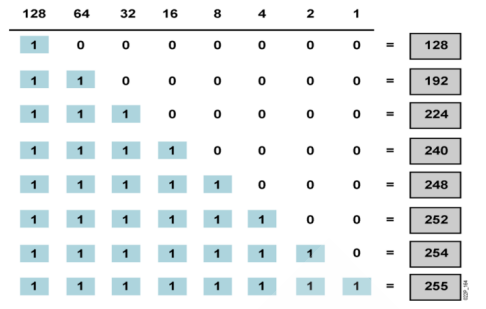 128 64 32 16 8 4 2 1
1 0 0 0 0 0 0 0 = 128
1 1 0 0 0 0 0 0 = 192
1 1 1 0 0 0 0 0 = 224
1 1 1 1 0 0 0 0 = 240
1 1 1 1 1 0 0 0 = 248
1 1 1 1 1 1 0 0 = 252
1 1 1 1 1 1 1 0 = 254
1 1 1 1 1 1 1 1 = 255